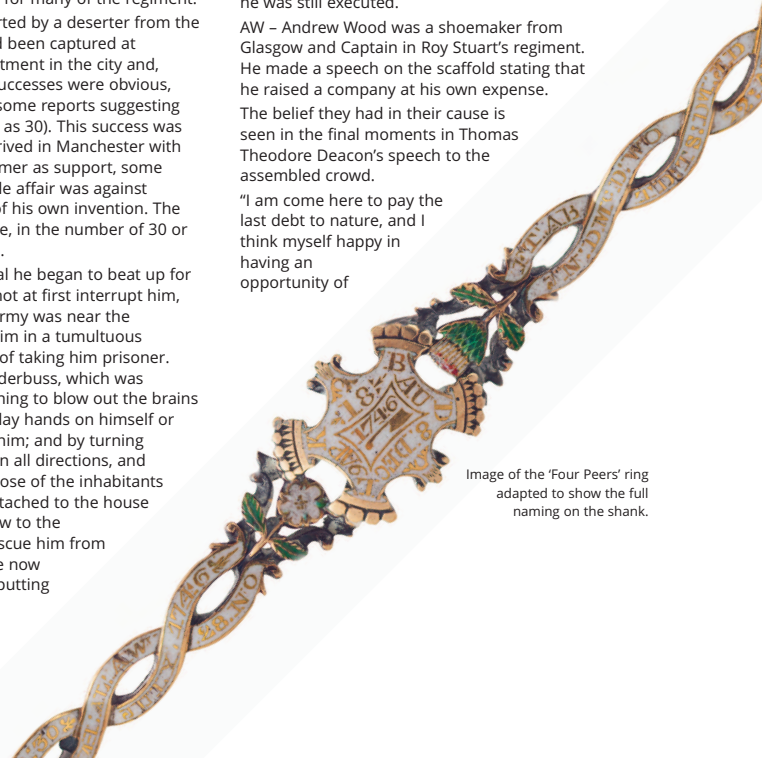 for many of the regiment.
rted by a deserter from the
been captured at
tment in the city and,
uccesses were obvious,
some reports suggesting
as 30). This success was
rived in Manchester with
mer as support, some
le affair was against
of his own invention. The
e, in the number of 30 or
.
al he began to beat up for
not at first interrupt him,
rmy was near the
im in a tumultuous
of taking him prisoner.
derbuss, which was
ning to blow out the brains
lay hands on himself or
him; and by turning
n all directions, and
ose of the inhabitants
tached to the house
w to the
scue him from
e now
putting
he was still executed.
AW – Andrew Wood was a shoemaker from
Glasgow and Captain in Roy Stuart’s regiment.
He made a speech on the scaffold stating that
he raised a company at his own expense.
The belief they had in their cause is
seen in the final moments in Thomas
Theodore Deacon’s speech to the
assembled crowd.
“I am come here to pay the
last debt to nature, and I
think myself happy in
having an
opportunity of
1746
1746
Image of the ‘Four Peers’ ring
adapted to show the full
naming on the shank.